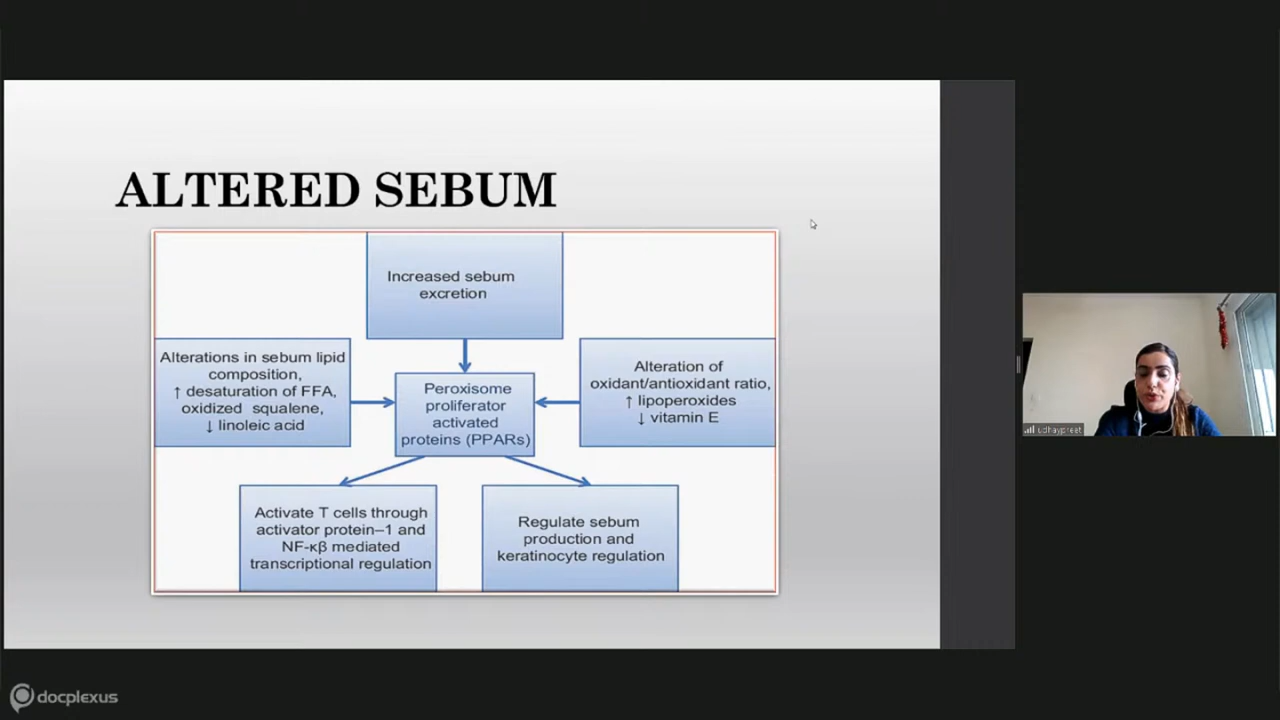 ALTERED SEBUM
Increased sebum
excretion
Alterations in sebum lipid
composition,
↑ desaturation of FFA,
oxidized squalene,
↓ linoleic acid
Peroxisome
proliferator
activated
proteins (PPARs)
Alteration of
oxidant/antioxidant ratio,
↑ lipoperoxides
↓ vitamin E
Activate T cells through
activator protein–1 and
NF-κβ mediated
transcriptional regulation
Regulate sebum
production and
keratinocyte regulation
udhaypreet
docplexus